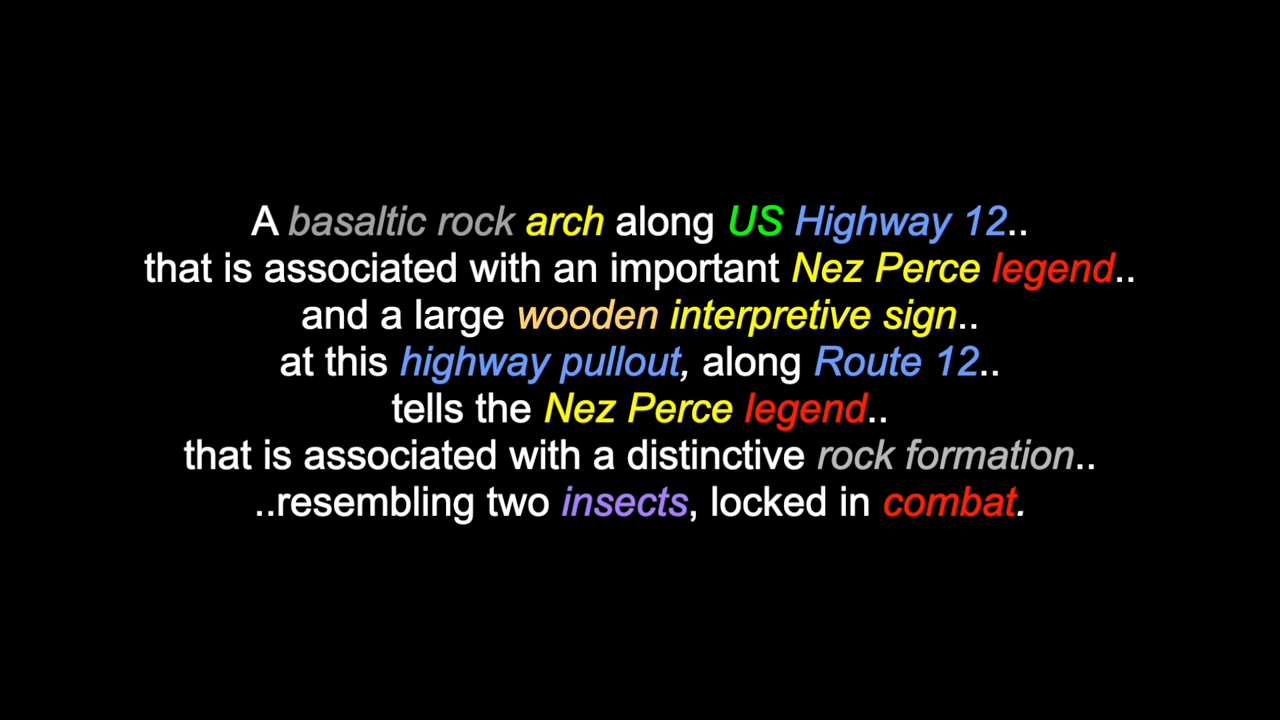 A basaltic rock arch along US Highway 12..
that is associated with an important Nez Perce legend..
and a large wooden interpretive sign..
at this highway pullout, along Route 12..
tells the Nez Perce legend..
that is associated with a distinctive rock formation..
..resembling two insects, locked in combat.